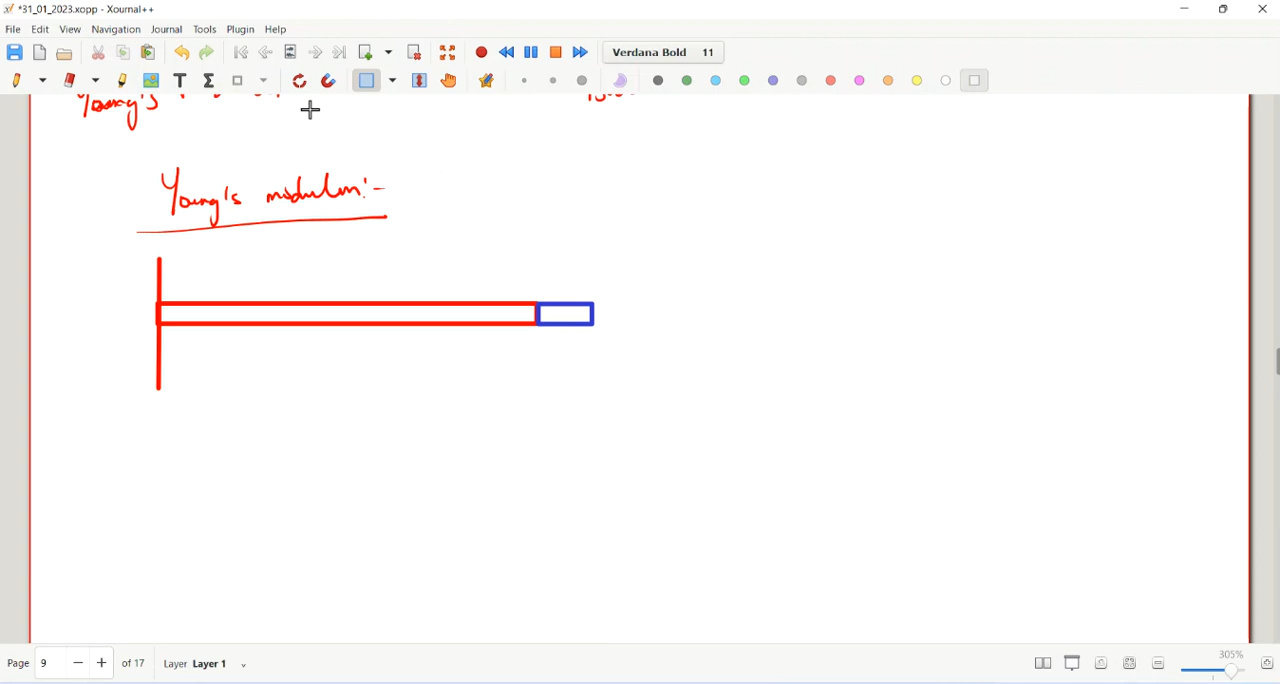 *31_01_2023.xopp - Xournal++
File Edit View Navigation Journal Tools Plugin Help
Verdana Bold 11
Young's
Young's modulus:-
Page 9 of 17 Layer Layer 1
305%